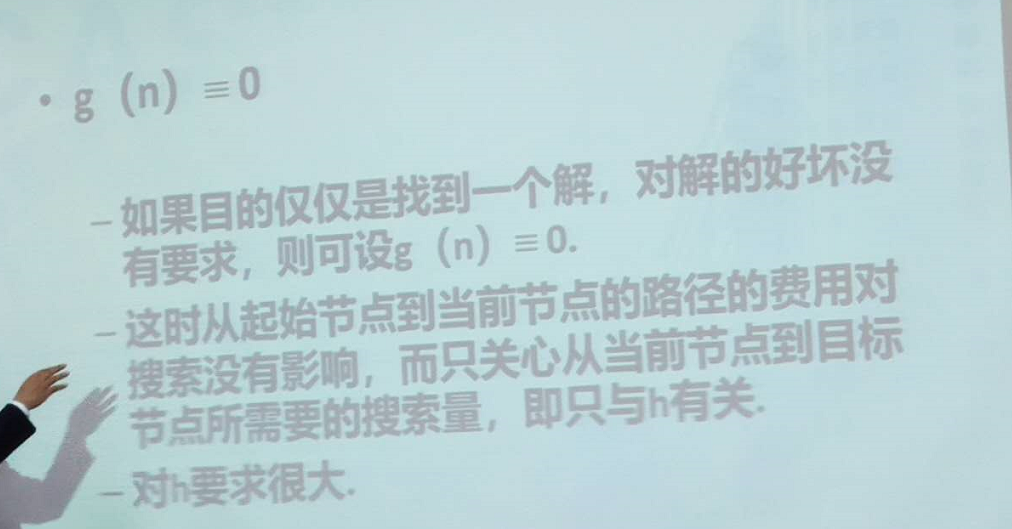 • g（n）≡0
– 如果目的仅仅是找到一个解，对解的好坏没
有要求，则可设g（n）≡0.
– 这时从起始节点到当前节点的路径的费用对
搜索没有影响，而只关心从当前节点到目标
节点所需要的搜索量，即只与h有关.
– 对h要求很大.